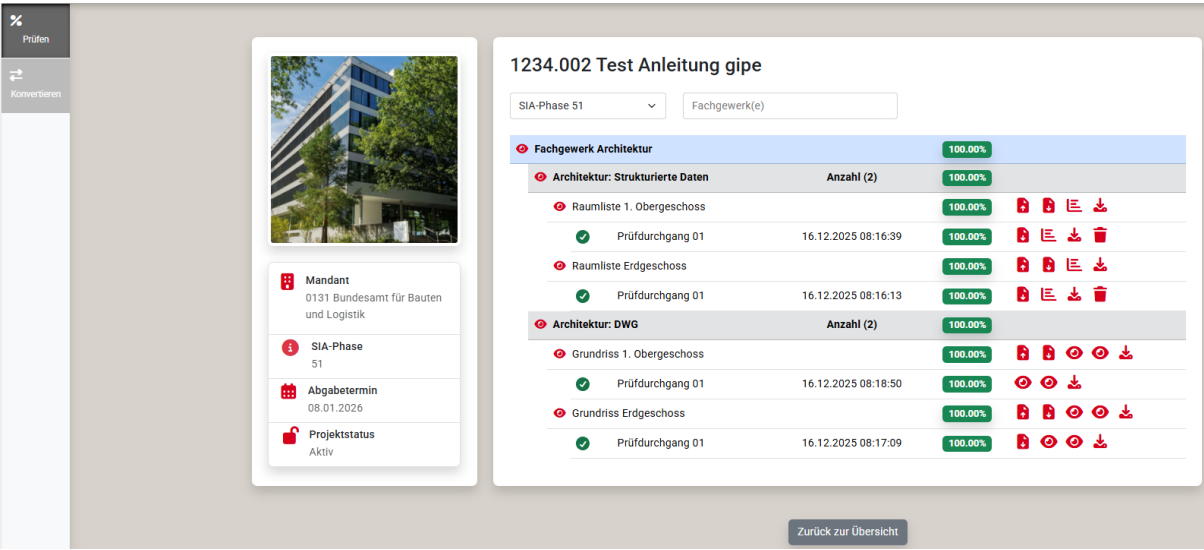 Prüfen
Konvertieren
1234.002 Test Anleitung gipe
SIA-Phase 51 Fachgewerk(e)
Fachgewerk Architektur 100.00%
Architektur: Strukturierte Daten Anzahl (2) 100.00%
Raumliste 1. Obergeschoss 100.00%
Prüfdurchgang 01 16.12.2025 08:16:39 100.00%
Raumliste Erdgeschoss 100.00%
Prüfdurchgang 01 16.12.2025 08:16:13 100.00%
Architektur: DWG Anzahl (2) 100.00%
Grundriss 1. Obergeschoss 100.00%
Prüfdurchgang 01 16.12.2025 08:18:50 100.00%
Grundriss Erdgeschoss 100.00%
Prüfdurchgang 01 16.12.2025 08:17:09 100.00%
Mandant
0131 Bundesamt für Bauten
und Logistik
SIA-Phase
51
Abgabetermin
08.01.2026
Projektstatus
Aktiv
Zurück zur Übersicht